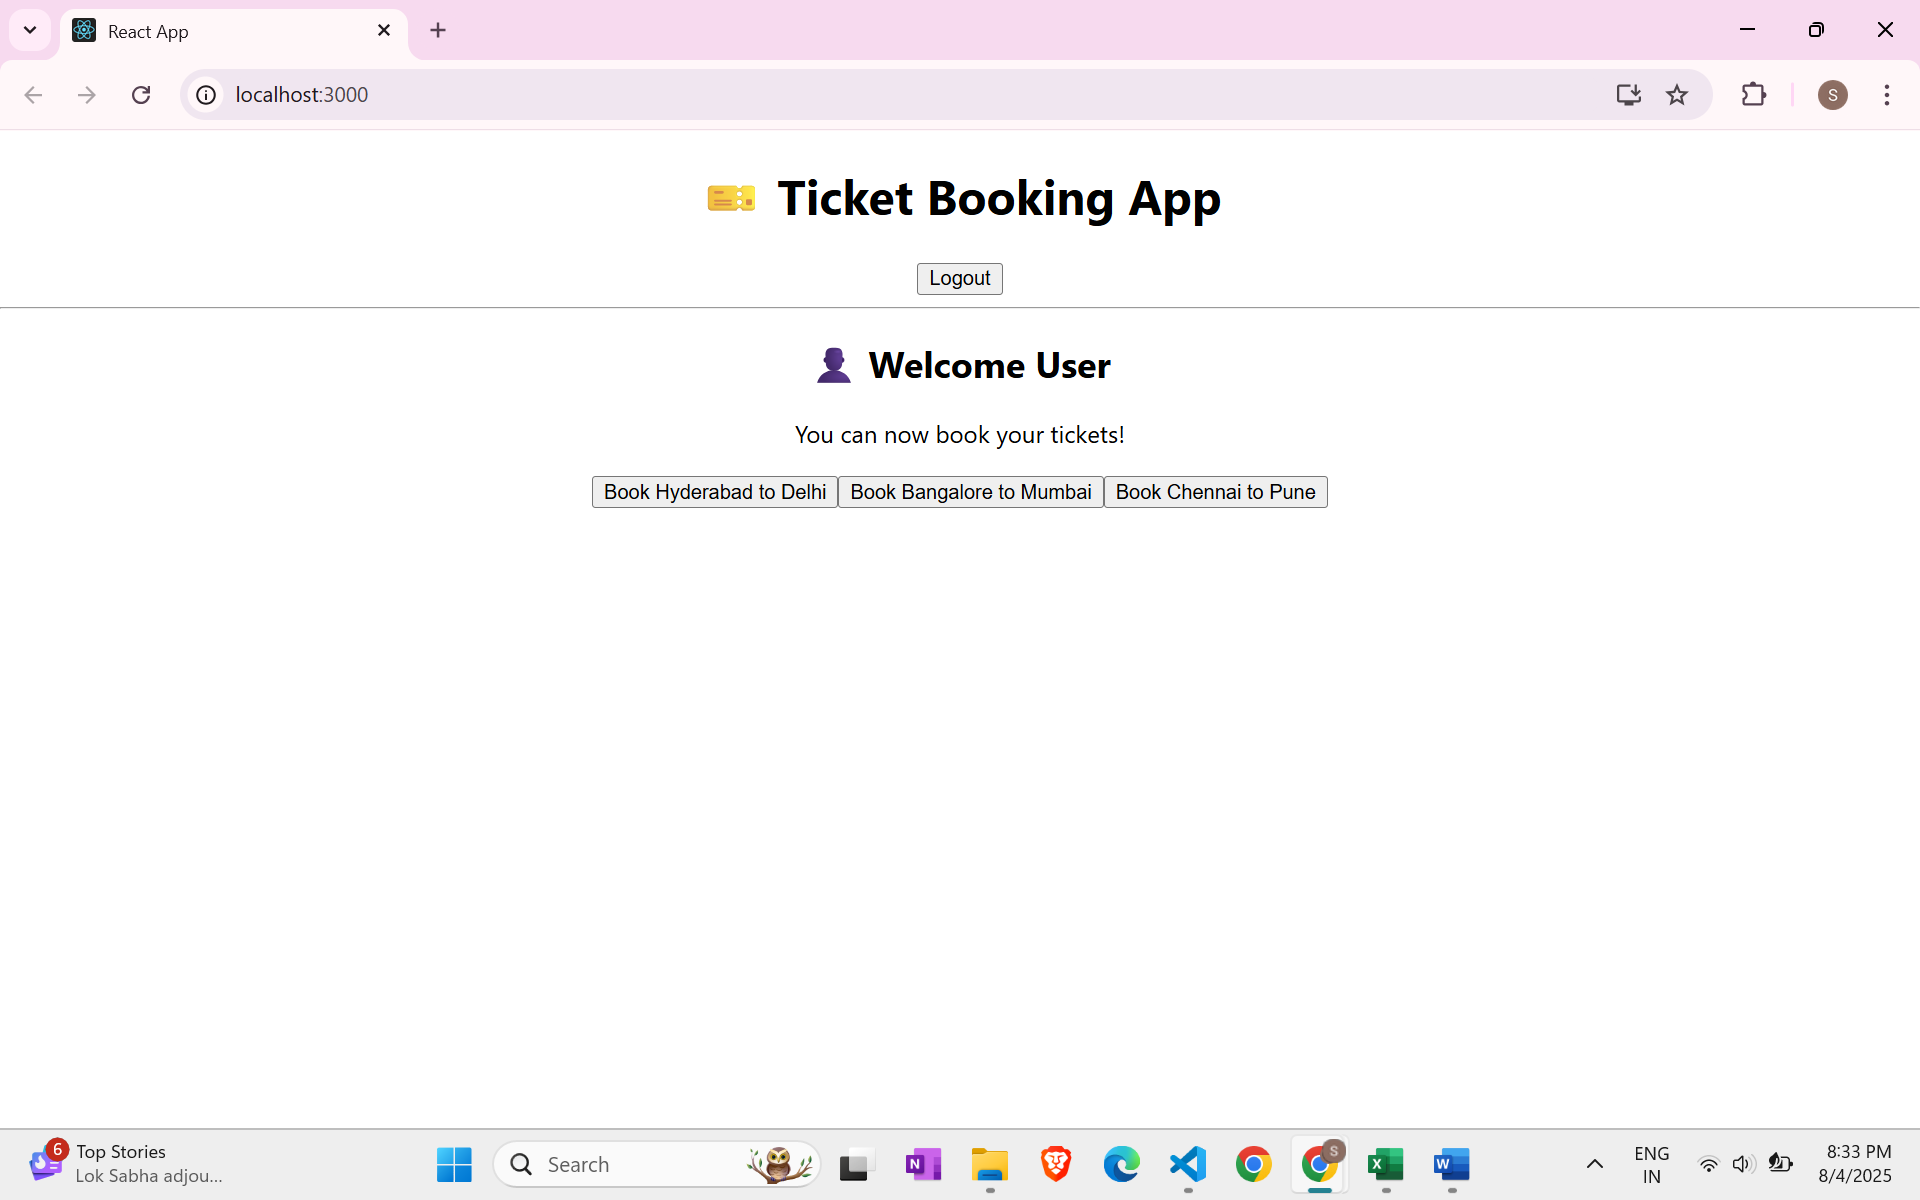 React App
localhost:3000
S
Ticket Booking App
Logout
Welcome User
You can now book your tickets!
Book Hyderabad to Delhi Book Bangalore to Mumbai Book Chennai to Pune
6
Top Stories
Lok Sabha adjou...
Search
N
S
X
W
ENG
IN
8:33 PM
8/4/2025